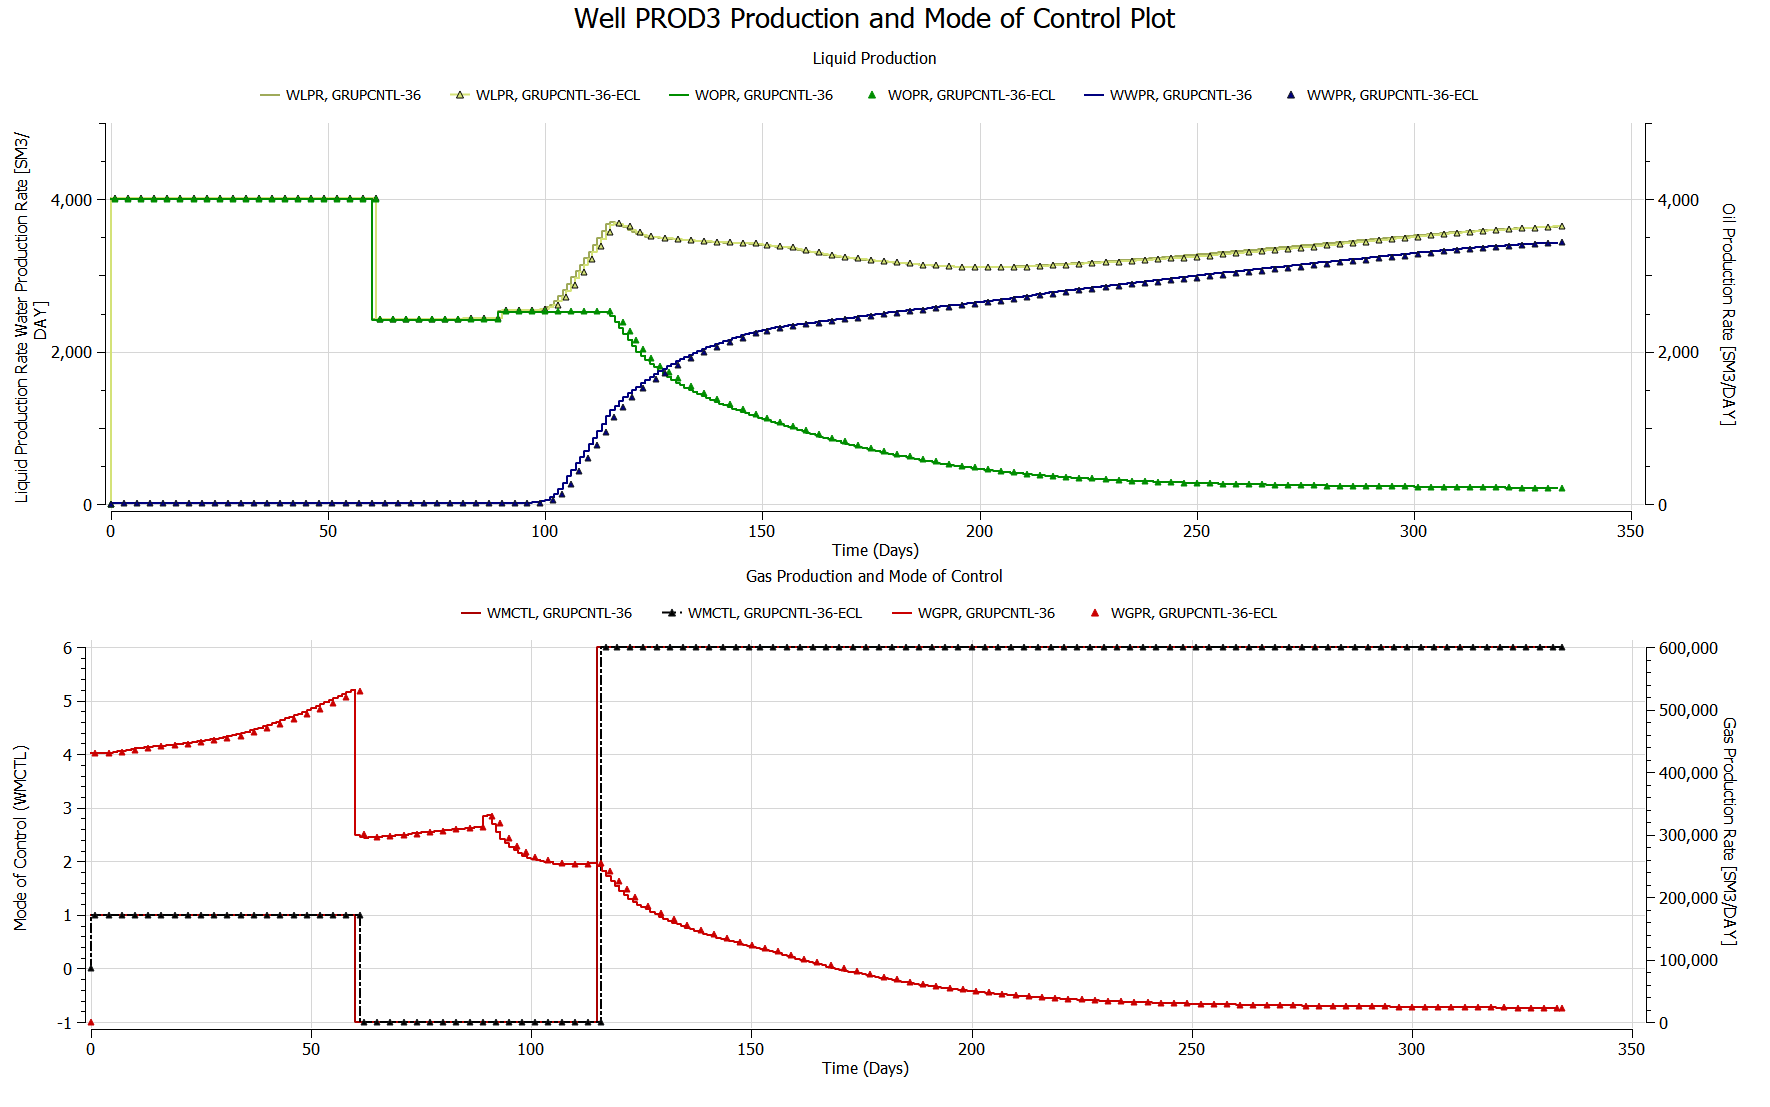 Well PROD3 Production and Mode of Control Plot
Liquid Production
WLPR, GRUPCNTL-36 WLPR, GRUPCNTL-36-ECL WOPR, GRUPCNTL-36 WOPR, GRUPCNTL-36-ECL WWPR, GRUPCNTL-36 WWPR, GRUPCNTL-36-ECL
Liquid Production Rate Water Production Rate [SM3/
DAY]
4,000
2,000
0
4,000
2,000
0
Oil Production Rate [SM3/DAY]
0 50 100 150 200 250 300 350
Time (Days)
Gas Production and Mode of Control
WMCTL, GRUPCNTL-36 WMCTL, GRUPCNTL-36-ECL WGPR, GRUPCNTL-36 WGPR, GRUPCNTL-36-ECL
Mode of Control (WMCTL)
6
5
4
3
2
1
0
-1
600,000
500,000
400,000
300,000
200,000
100,000
0
Gas Production Rate [SM3/DAY]
0 50 100 150 200 250 300 350
Time (Days)